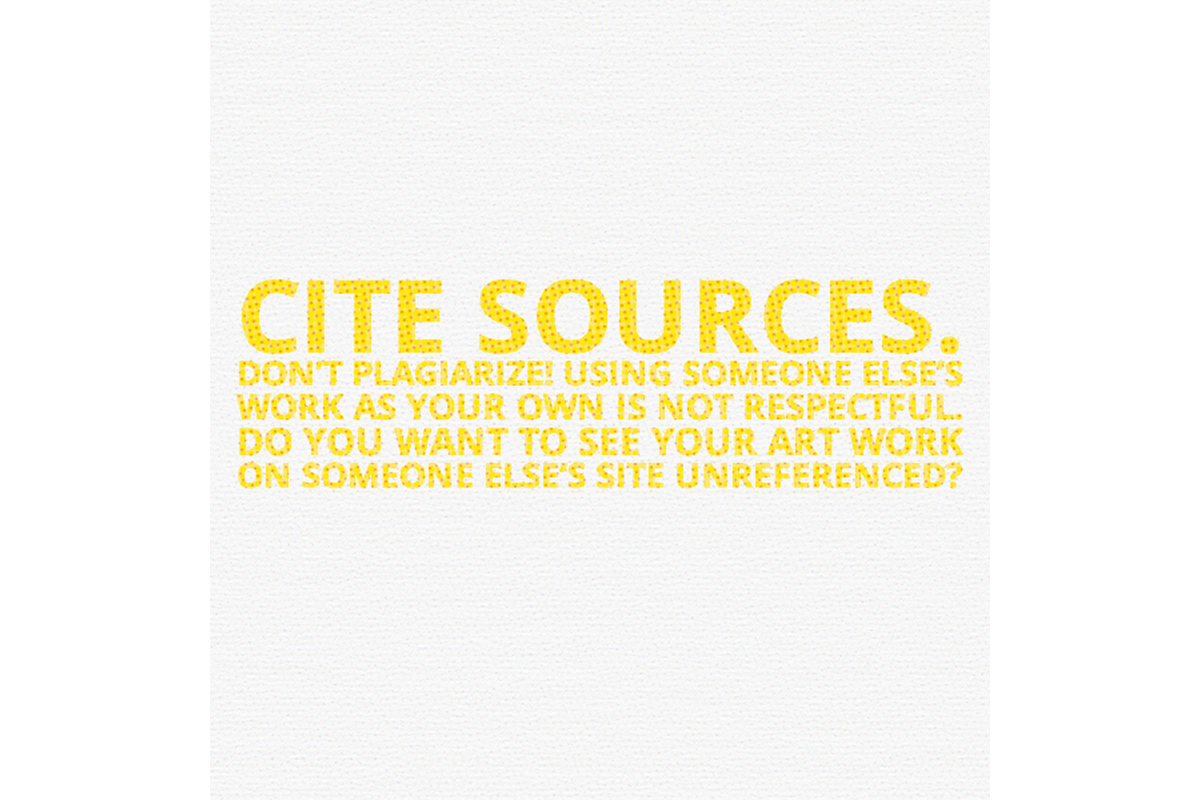 CITE SOURCES.
DON'T PLAGIARIZE! USING SOMEONE ELSE'S
WORK AS YOUR OWN IS NOT RESPECTFUL.
DO YOU WANT TO SEE YOUR ART WORK
ON SOMEONE ELSE'S SITE UNREFERENCED?